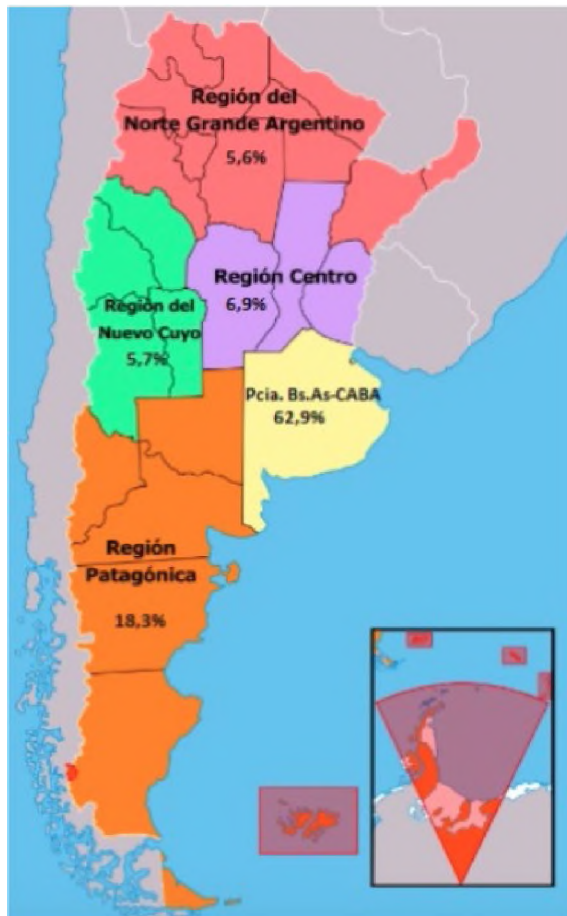 Región del
Norte Grande Argentino
5,6%
Región Centro
6,9%
Región del
Nuevo Cuyo
5,7%
Pcia. Bs.As-CABA
62,9%
Región
Patagónica
18,3%